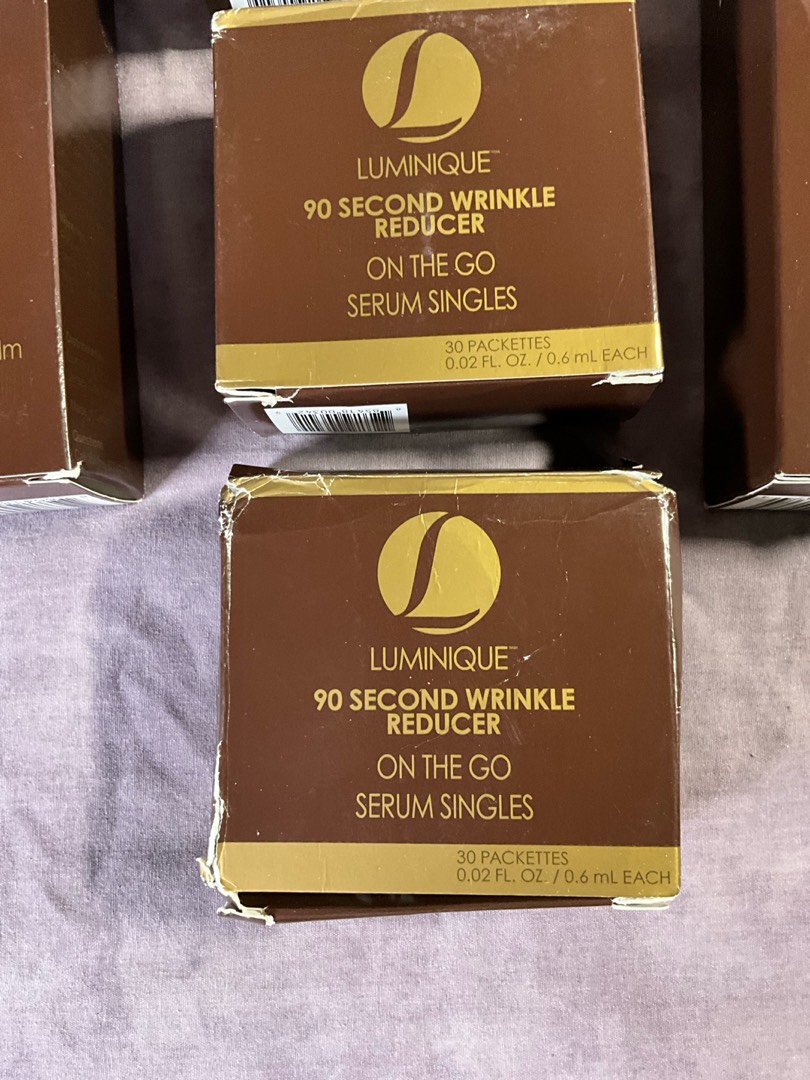 LUMINIQUE™
90 SECOND WRINKLE
REDUCER
ON THE GO
SERUM SINGLES
30 PACKETTES
0.02 FL. OZ. / 0.6 mL EACH
lm
LUMINIQUE™
90 SECOND WRINKLE
REDUCER
ON THE GO
SERUM SINGLES
30 PACKETTES
0.02 FL. OZ. / 0.6 mL EACH